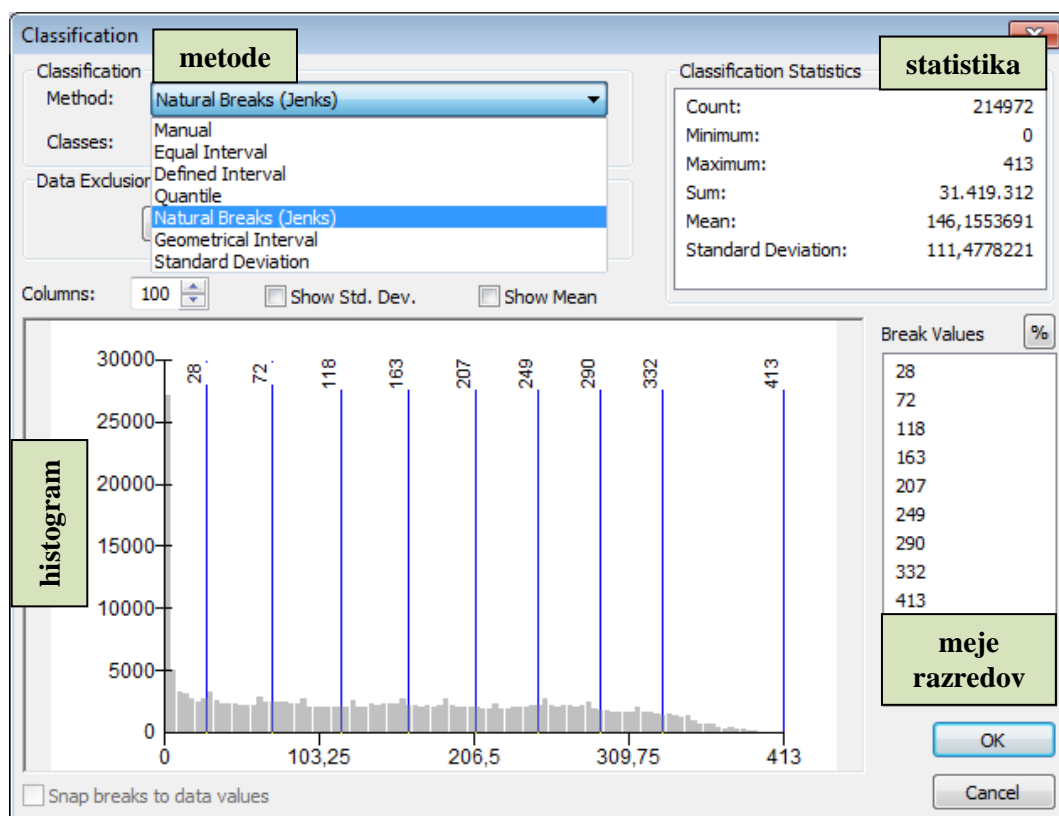 Classification
metode
statistika
Classification
Method:
Natural Breaks (Jenks)
Manual
Equal Interval
Defined Interval
Quantile
Natural Breaks (Jenks)
Geometrical Interval
Standard Deviation
Classes:
Data Exclusion
Classification Statistics
Count: 214972
Minimum: 0
Maximum: 413
Sum: 31.419.312
Mean: 146,1553691
Standard Deviation: 111,4778221
Columns: 100 Show Std. Dev. Show Mean
histogram
30000
25000
20000
15000
10000
5000
0
28 72 118 163 207 249 290 332 413
0 103,25 206,5 309,75 413
Break Values %
28
72
118
163
207
249
290
332
413
meje
razredov
OK
Cancel
Snap breaks to data values